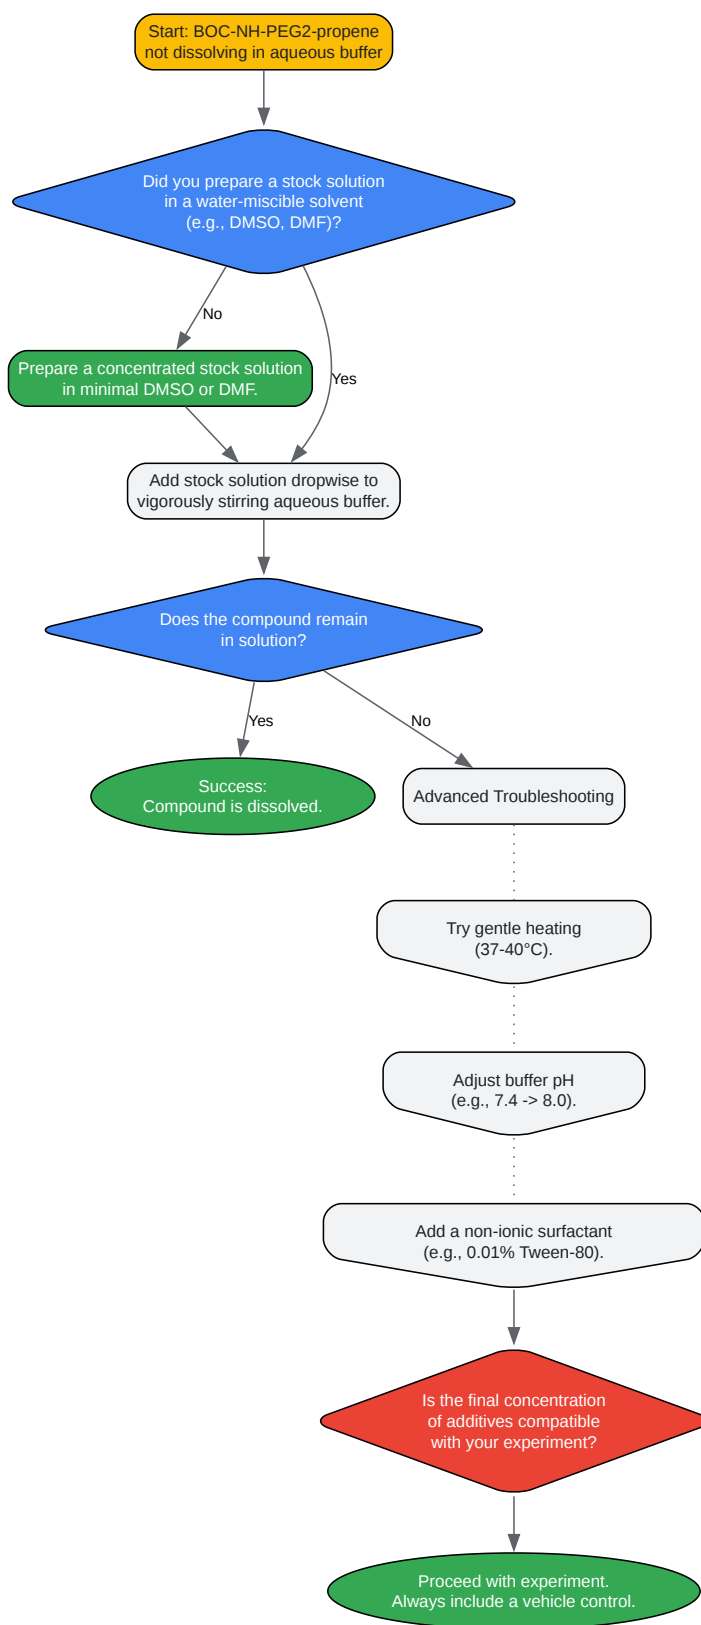 Start: BOC-NH-PEG2-propene
not dissolving in aqueous buffer
Did you prepare a stock solution
in a water-miscible solvent
(e.g., DMSO, DMF)?
No
Yes
Prepare a concentrated stock solution
in minimal DMSO or DMF.
Add stock solution dropwise to
vigorously stirring aqueous buffer.
Does the compound remain
in solution?
Yes
No
Success:
Compound is dissolved.
Advanced Troubleshooting
Try gentle heating
(37-40°C).
Adjust buffer pH
(e.g., 7.4 -> 8.0).
Add a non-ionic surfactant
(e.g., 0.01% Tween-80).
Is the final concentration
of additives compatible
with your experiment?
Proceed with experiment.
Always include a vehicle control.